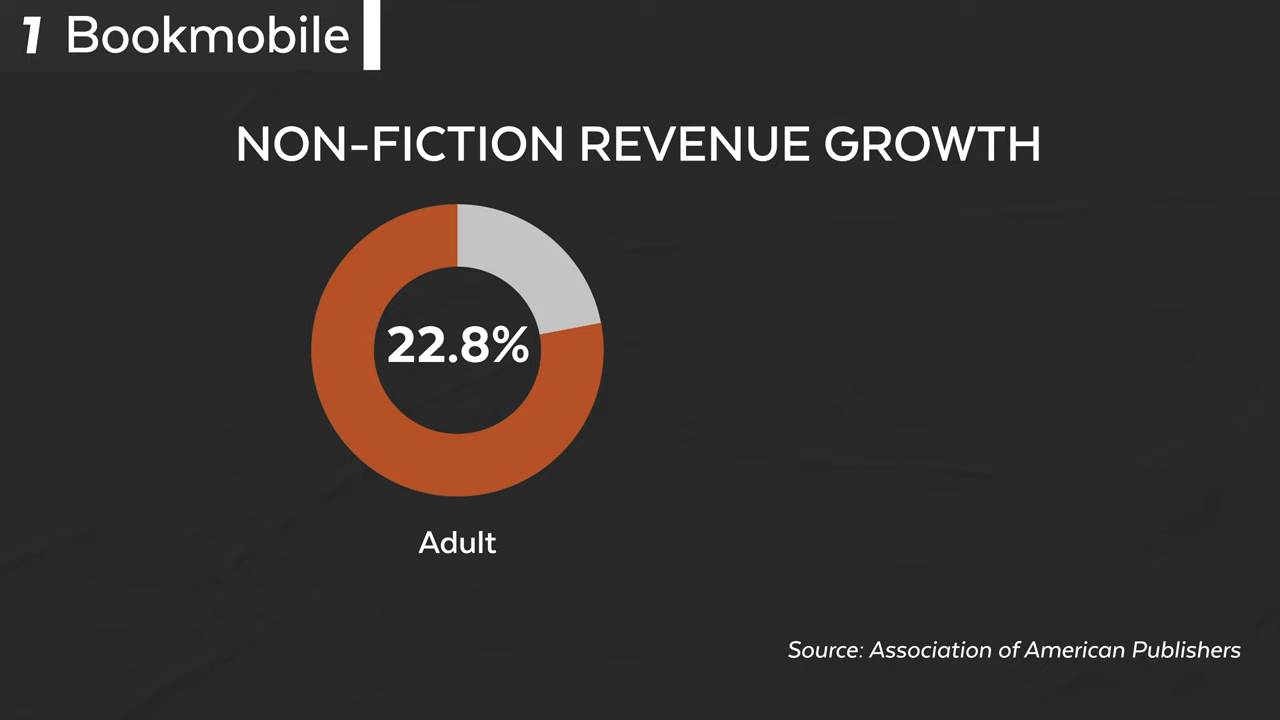 1 Bookmobile
NON-FICTION REVENUE GROWTH
22.8%
Adult
Source: Association of American Publishers